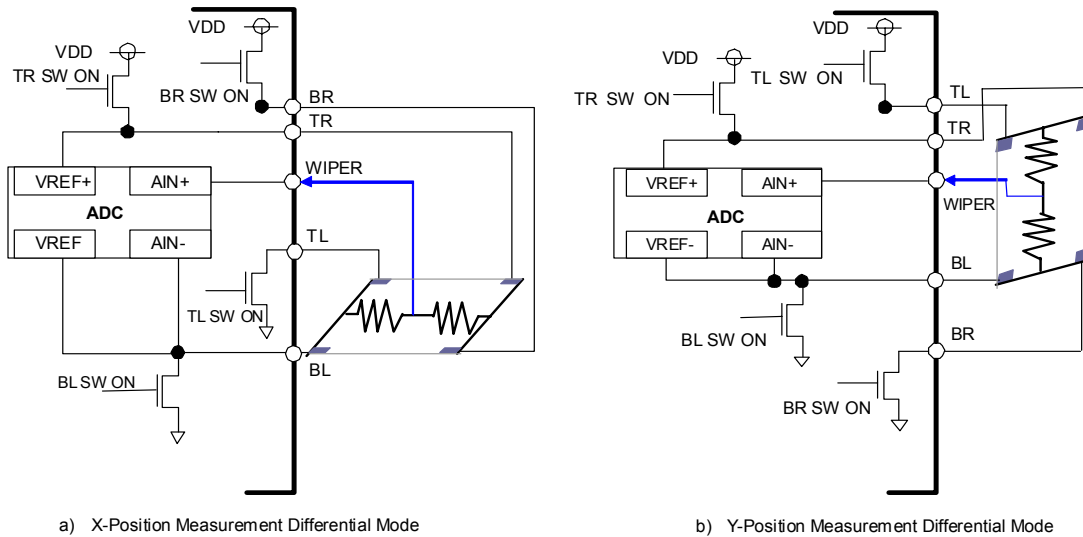 VDD
VDD
TR SW ON
BR SW ON
BR
TR
WIPER
VREF+
AIN+
ADC
VREF
AIN-
TL
TL SW ON
BL
BL SW ON
a) X-Position Measurement Differential Mode
VDD
VDD
TL SW ON
TR SW ON
TL
TR
VREF+
AIN+
ADC
WIPER
VREF-
AIN-
BL
BL SW ON
BR
BR SW ON
b) Y-Position Measurement Differential Mode